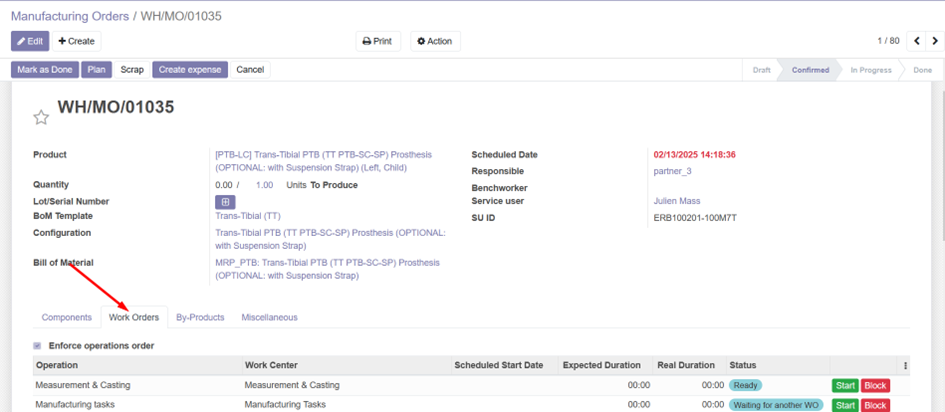 Manufacturing Orders / WH/MO/01035
Edit + Create Print Action 1 / 80
Mark as Done Plan Scrap Create expense Cancel Draft Confirmed In Progress Done
WH/MO/01035
Product [PTB-LC] Trans-Tibial PTB (TT PTB-SC-SP) Prosthesis
(OPTIONAL: with Suspension Strap) (Left, Child)
Quantity 0.00 / 1.00 Units To Produce
Lot/Serial Number
BoM Template Trans-Tibial (TT)
Configuration Trans-Tibial PTB (TT PTB-SC-SP) Prosthesis (OPTIONAL:
with Suspension Strap)
Bill of Material MRP_PTB: Trans-Tibial PTB (TT PTB-SC-SP) Prosthesis
(OPTIONAL: with Suspension Strap)
Scheduled Date 02/13/2025 14:18:36
Responsible partner_3
Benchworker
Service user Julien Mass
SU ID ERB100201-100M7T
Components Work Orders By-Products Miscellaneous
Enforce operations order
Operation Work Center Scheduled Start Date Expected Duration Real Duration Status
Measurement & Casting Measurement & Casting 00:00 00:00 Ready Start Block
Manufacturing tasks Manufacturing Tasks 00:00 00:00 Waiting for another WO Start Block